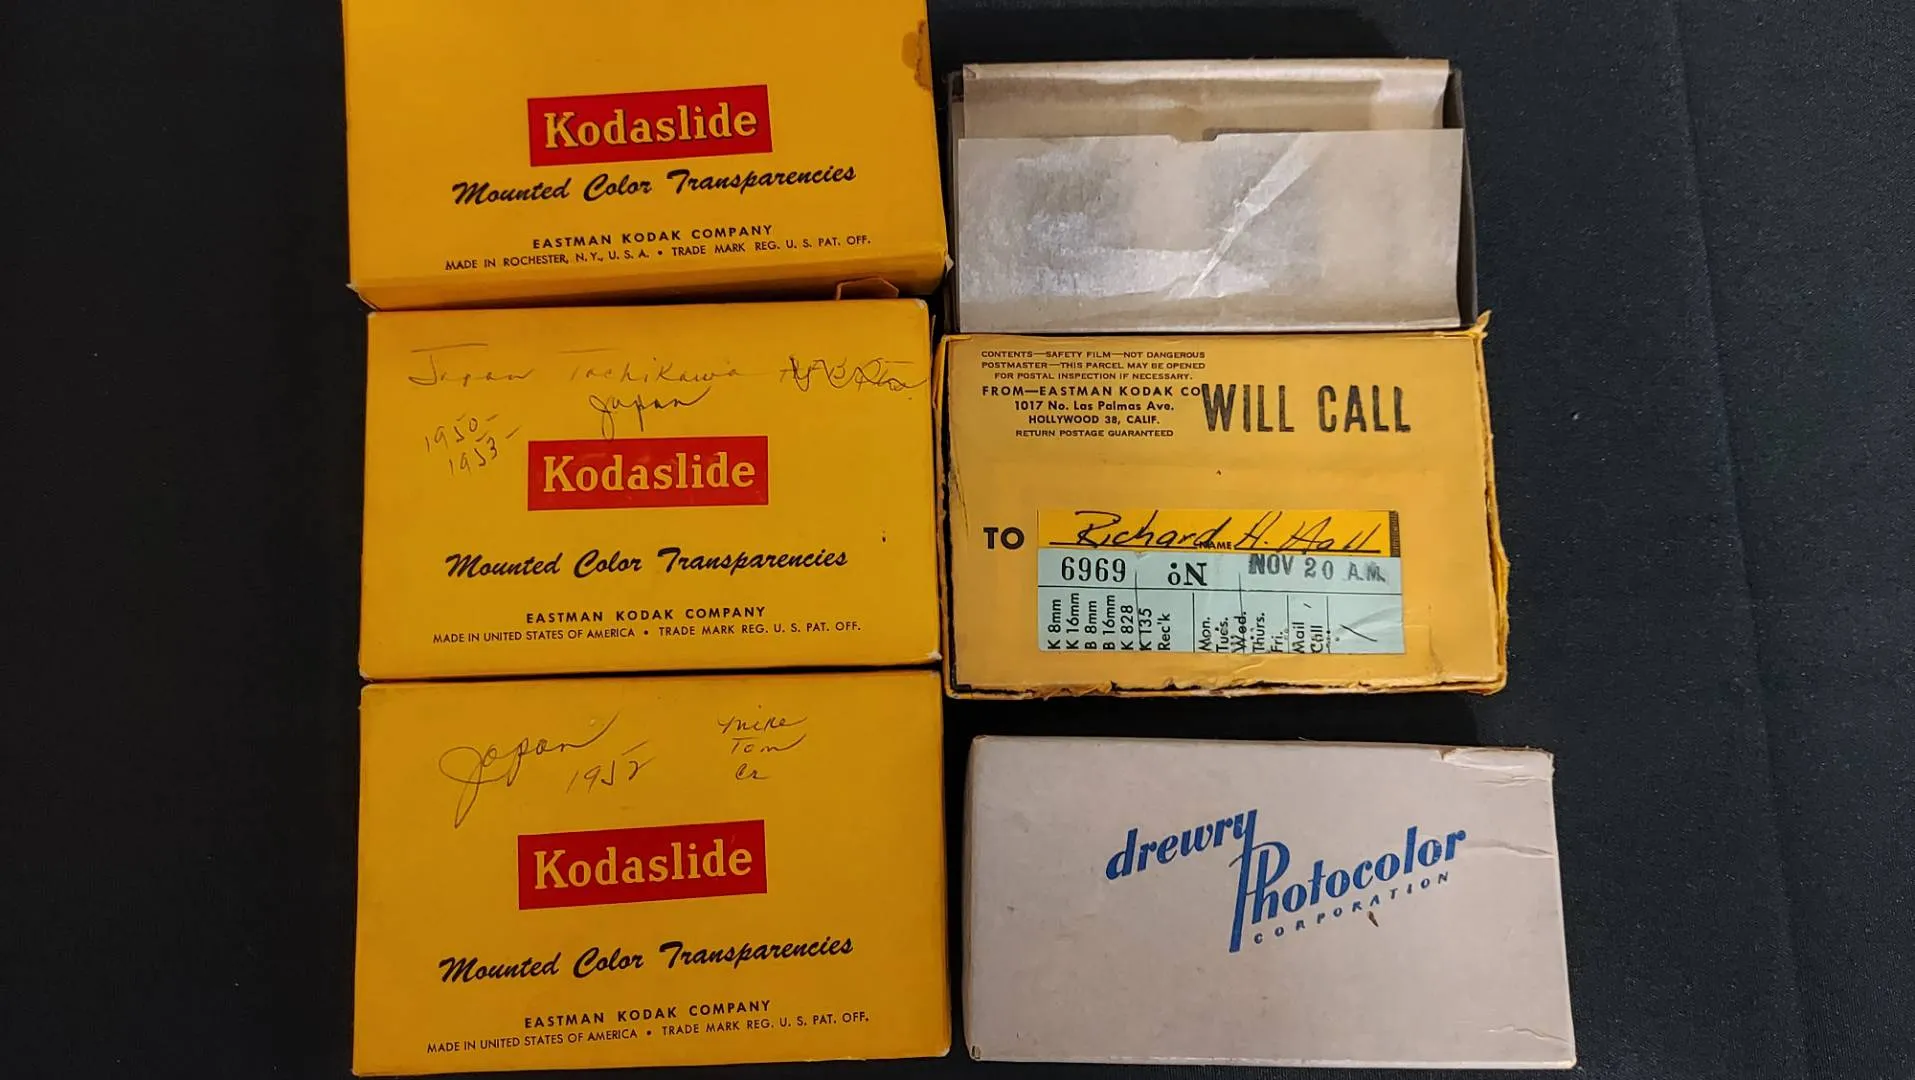 Kodaslide
Mounted Color Transparencies
EASTMAN KODAK COMPANY
MADE IN ROCHESTER, N.Y., U. S. A. • TRADE MARK REG. U. S. PAT. OFF.
Japan Tachikawa
Japan
1950-
1953-
Kodaslide
Mounted Color Transparencies
EASTMAN KODAK COMPANY
MADE IN UNITED STATES OF AMERICA • TRADE MARK REG. U. S. PAT. OFF.
Japan
1952
Mike
Tom
Kodaslide
Mounted Color Transparencies
EASTMAN KODAK COMPANY
MADE IN UNITED STATES OF AMERICA • TRADE MARK REG. U. S. PAT. OFF.
CONTENTS—SAFETY FILM—NOT DANGEROUS
POSTMASTER—THIS PARCEL MAY BE OPENED
FOR POSTAL INSPECTION IF NECESSARY.
FROM—EASTMAN KODAK CO
1017 No. Las Palmas Ave.
HOLLYWOOD 38, CALIF.
RETURN POSTAGE GUARANTEED
WILL CALL
TO Richard H. Hall
NAME
6969 No NOV 20 A.M.
K 8mm
K 16mm
B 8mm
B 16mm
K 828
K 135
Rec'k
Mon.
Tues.
Wed.
Thurs.
Fri.
Mail
Call
drewry
Photocolor
CORPORATION